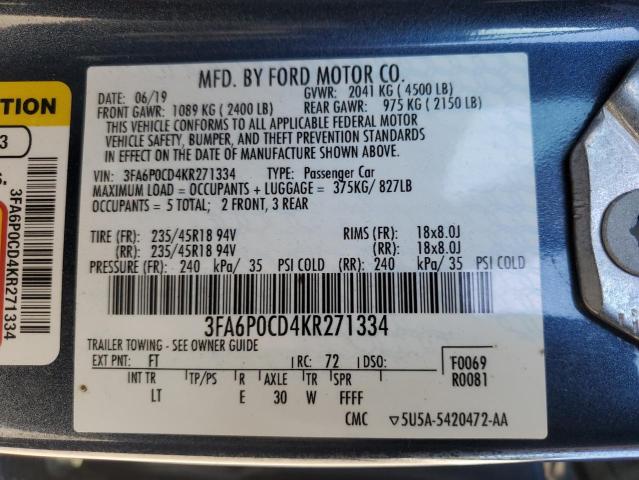 MFD. BY FORD MOTOR CO.
DATE: 06/19 GVWR: 2041 KG ( 4500 LB)
FRONT GAWR: 1089 KG ( 2400 LB) REAR GAWR: 975 KG ( 2150 LB)
THIS VEHICLE CONFORMS TO ALL APPLICABLE FEDERAL MOTOR
VEHICLE SAFETY, BUMPER, AND THEFT PREVENTION STANDARDS
IN EFFECT ON THE DATE OF MANUFACTURE SHOWN ABOVE.
VIN: 3FA6P0CD4KR271334 TYPE: Passenger Car
MAXIMUM LOAD = OCCUPANTS + LUGGAGE = 375KG/ 827LB
OCCUPANTS = 5 TOTAL; 2 FRONT, 3 REAR
TIRE (FR): 235/45R18 94V RIMS (FR): 18x8.0J
(RR): 235/45R18 94V (RR): 18x8.0J
PRESSURE (FR): 240 kPa/ 35 PSI COLD (RR): 240 kPa/ 35 PSI COLD
3FA6P0CD4KR271334
TRAILER TOWING - SEE OWNER GUIDE
EXT PNT: FT RC: 72 DSO: F0069
INT TR TP/PS R AXLE TR SPR R0081
LT E 30 W FFFF
CMC ▽5U5A-5420472-AA
TION
3
S.
3FA6P0CD4KR271334